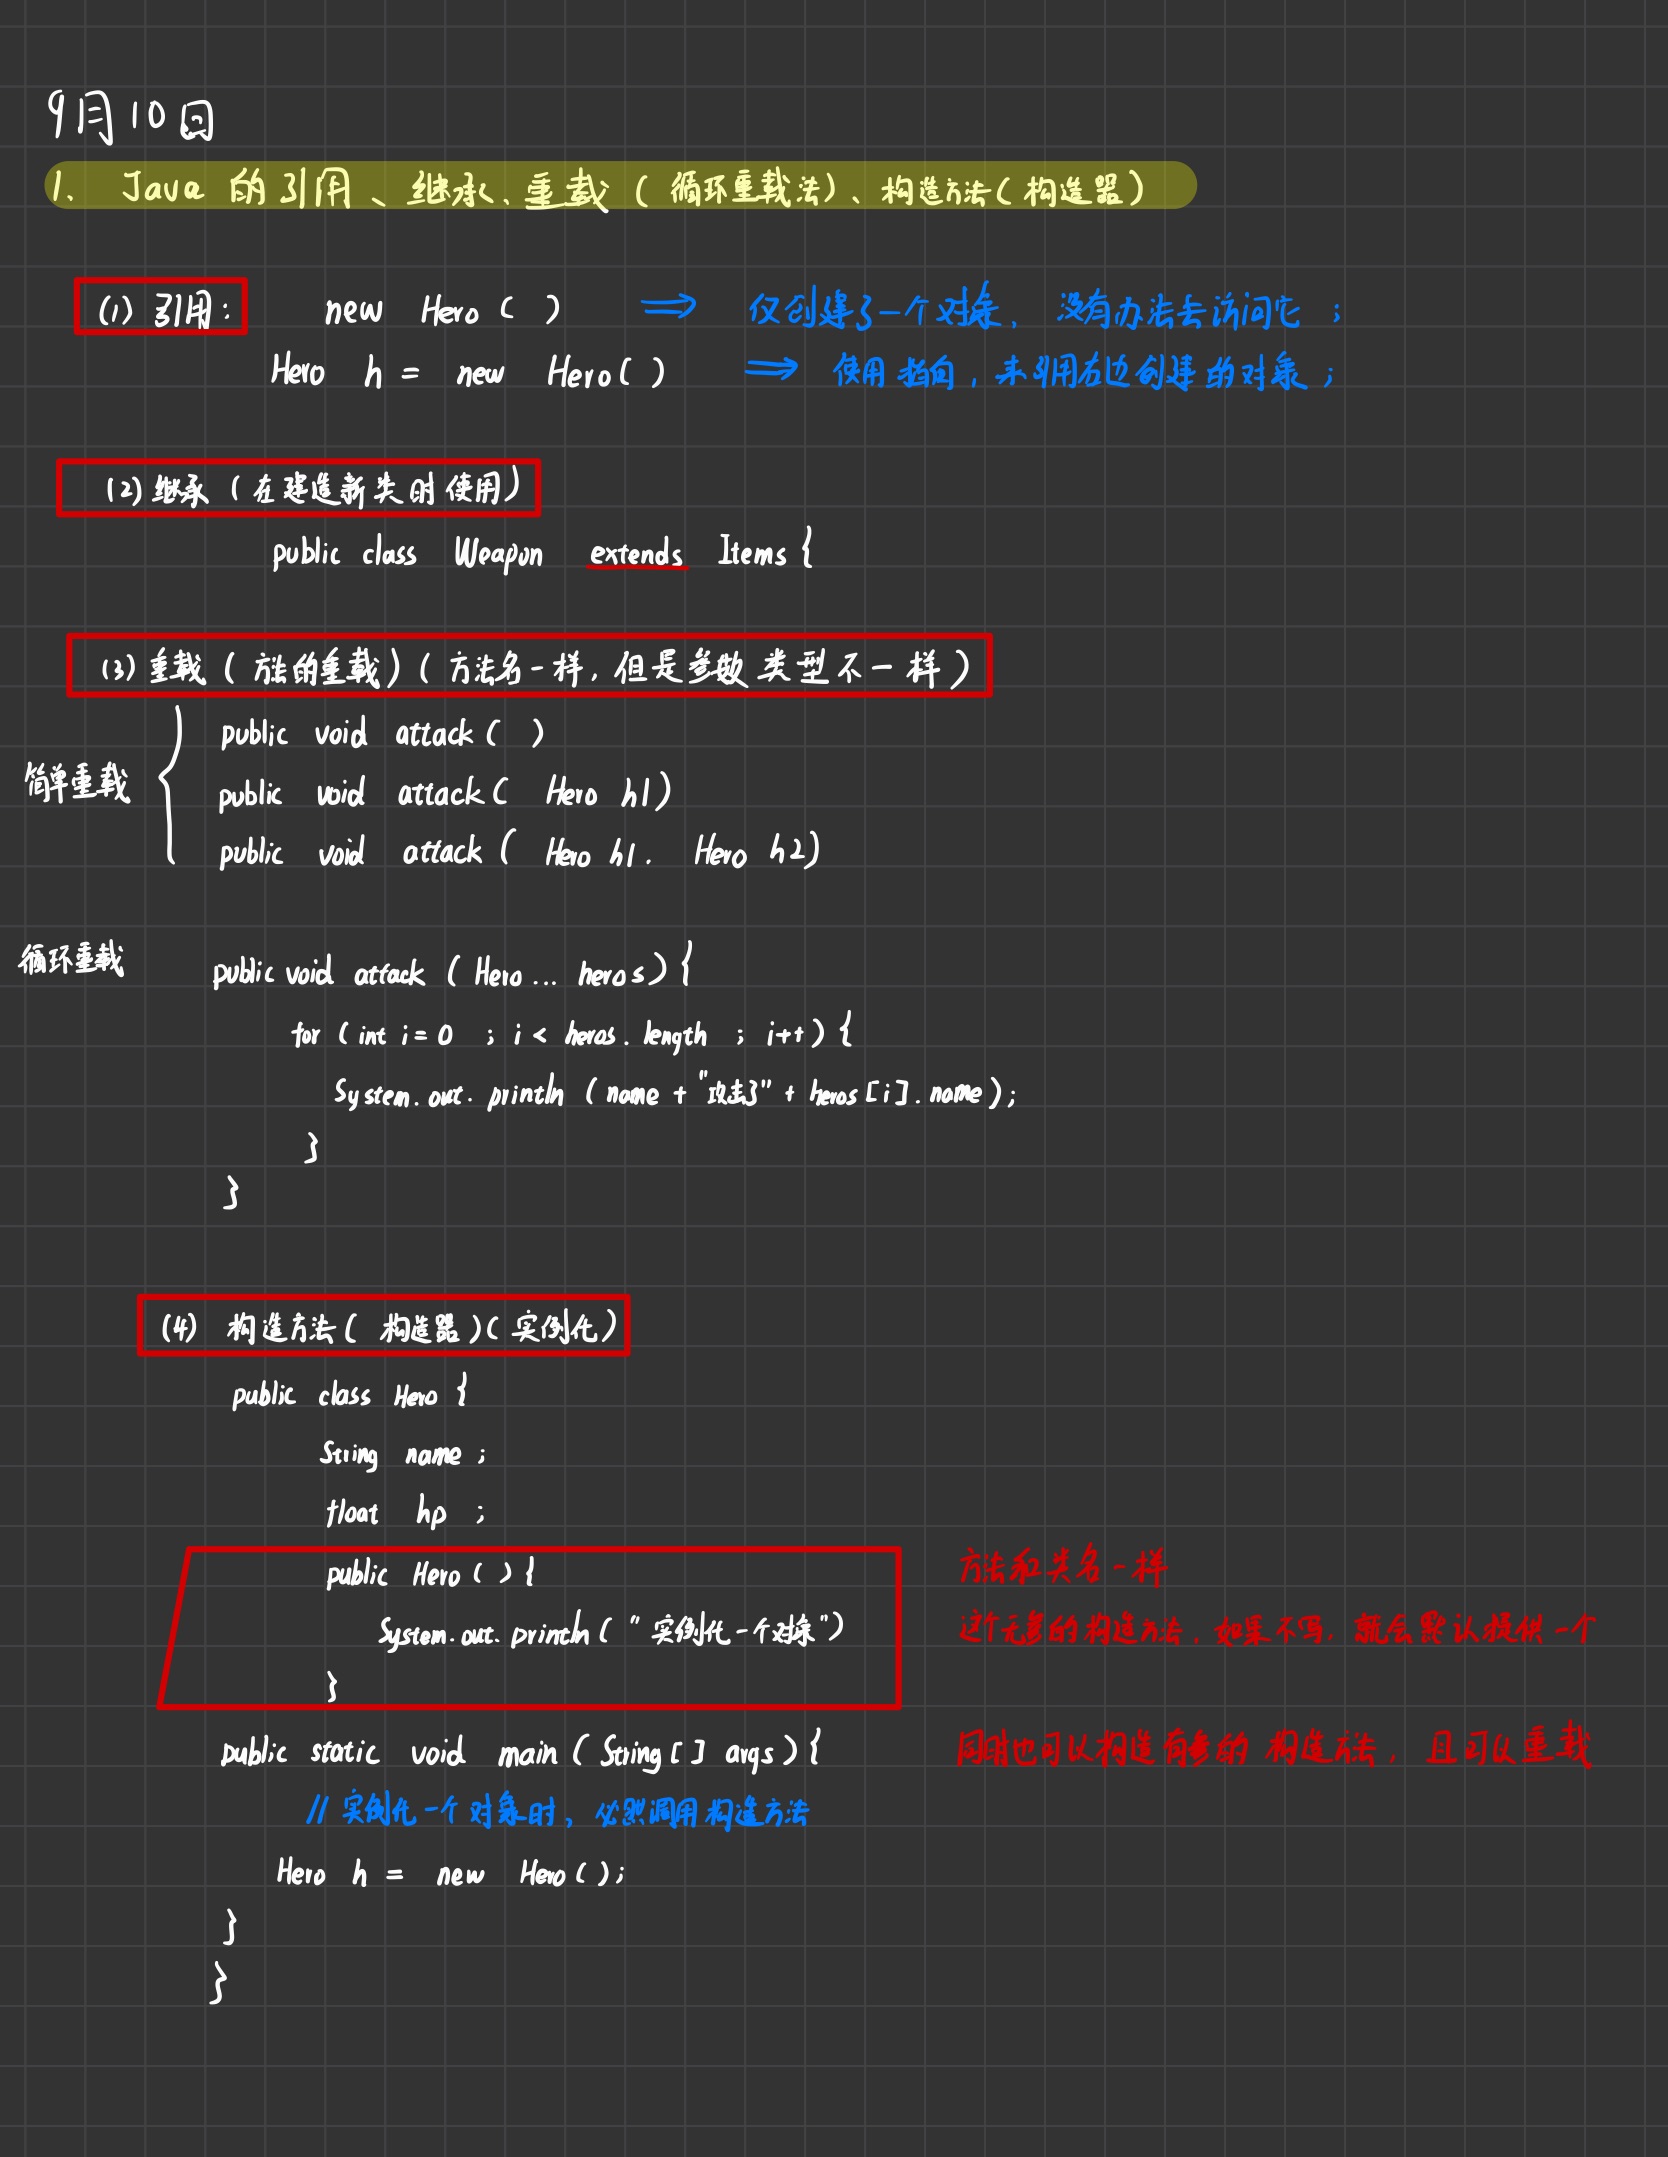 9月10日
1、Java 的引用、继承、重载(循环重载法)、构造方法(构造器)
(1) 引用: new Hero ( ) ⇒ 仅创建了一个对象, 没有办法去访问它 ;
Hero h = new Hero( ) ⇒ 使用指向, 来引用右边创建的对象 ;
(2) 继承 (在建造新类时使用)
public class Weapon extends Items {
(3) 重载 (方法的重载) (方法名一样, 但是参数类型不一样)
简单重载
public void attack ( )
public void attack ( Hero h1)
public void attack ( Hero h1. Hero h2)
循环重载 public void attack ( Hero ... heros) {
for (int i = 0 ; i < heros. length ; i++) {
System. out. println (name + "攻击了" + heros [i]. name);
}
}
(4) 构造方法( 构造器 )( 实例化)
public class Hero {
String name ;
float hp ;
public Hero ( ) { 方法和类名一样
System. out. println ( "实例化一个对象") 这个无参的构造方法, 如果不写, 就会默认提供一个
}
public static void main (String [ ] args) { 同时也可以构造有参的 构造方法, 且可以重载
// 实例化一个对象时, 必然调用构造方法
Hero h = new Hero ( );
}
}